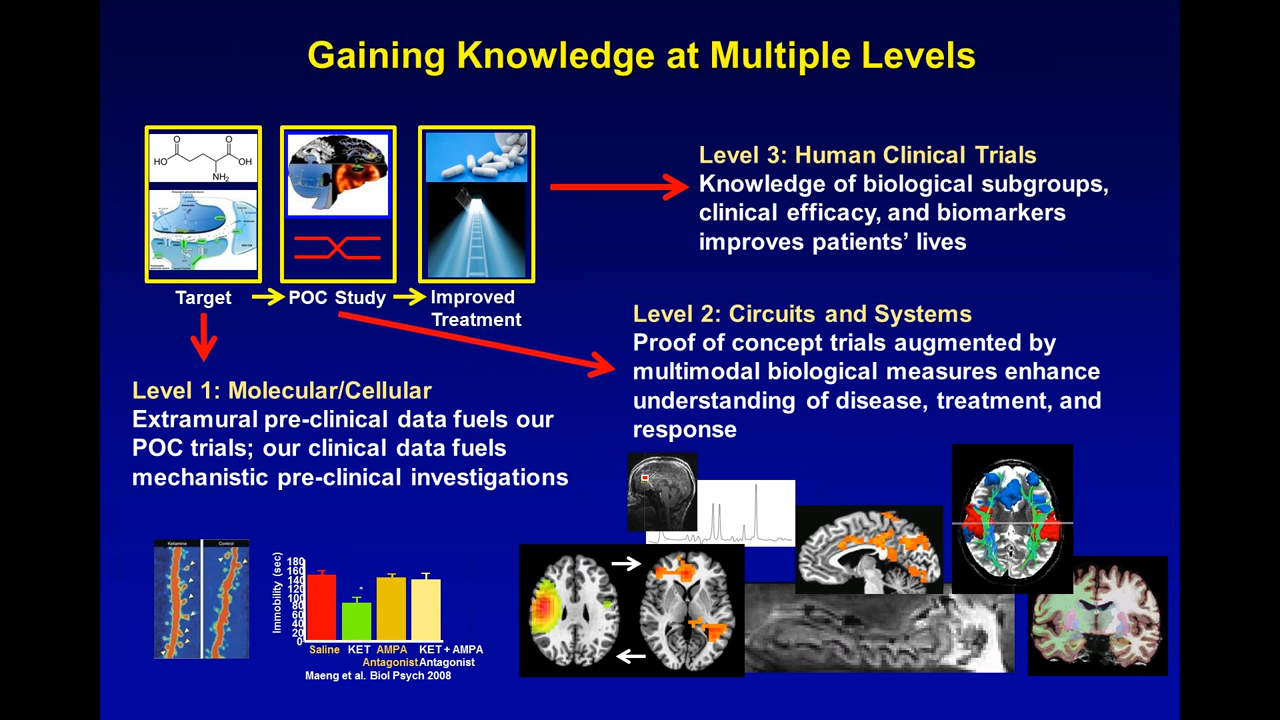 Gaining Knowledge at Multiple Levels
O
O
HO
OH
NH2
Target
POC Study
Improved
Treatment
Level 3: Human Clinical Trials
Knowledge of biological subgroups,
clinical efficacy, and biomarkers
improves patients’ lives
Level 2: Circuits and Systems
Proof of concept trials augmented by
multimodal biological measures enhance
understanding of disease, treatment, and
response
Level 1: Molecular/Cellular
Extramural pre-clinical data fuels our
POC trials; our clinical data fuels
mechanistic pre-clinical investigations
Ketamine
Control
Immobility (sec)
180
160
140
120
100
80
60
40
20
0
*
Saline KET AMPA KET + AMPA
Antagonist Antagonist
Maeng et al. Biol Psych 2008